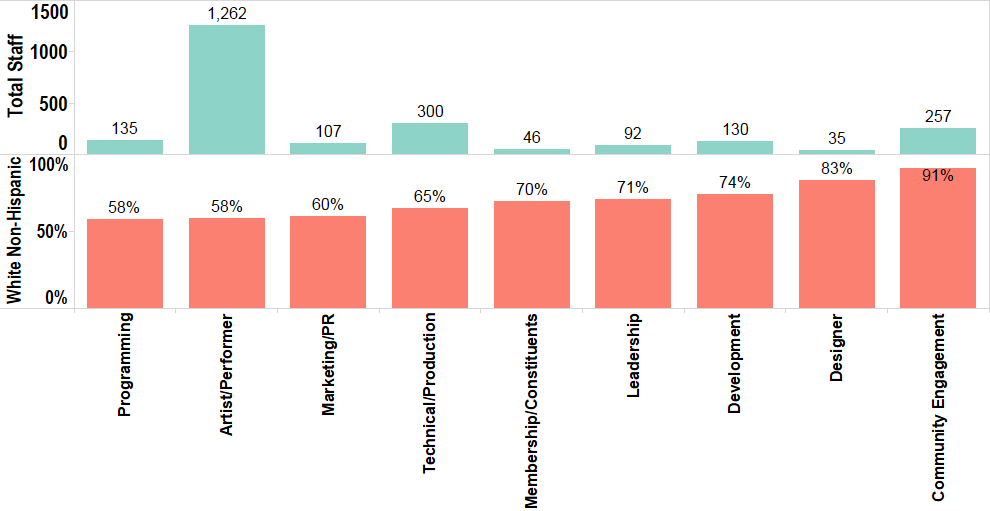 Total Staff
1500
1000
500
0
135
1,262
107
300
46
92
130
35
257
White Non-Hispanic
100%
50%
0%
58%
58%
60%
65%
70%
71%
74%
83%
91%
Programming
Artist/Performer
Marketing/PR
Technical/Production
Membership/Constituents
Leadership
Development
Designer
Community Engagement